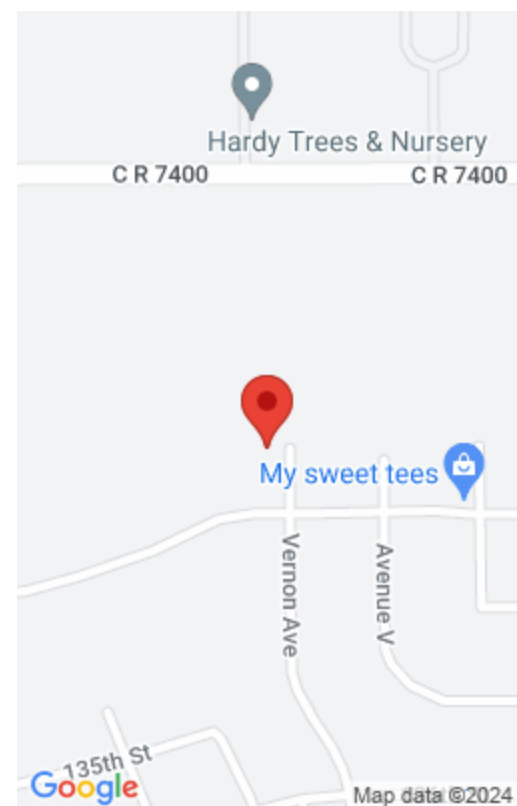 Hardy Trees & Nursery
C R 7400
C R 7400
My sweet tees
Vernon Ave
Avenue V
135th St
Google
Map data ©2024